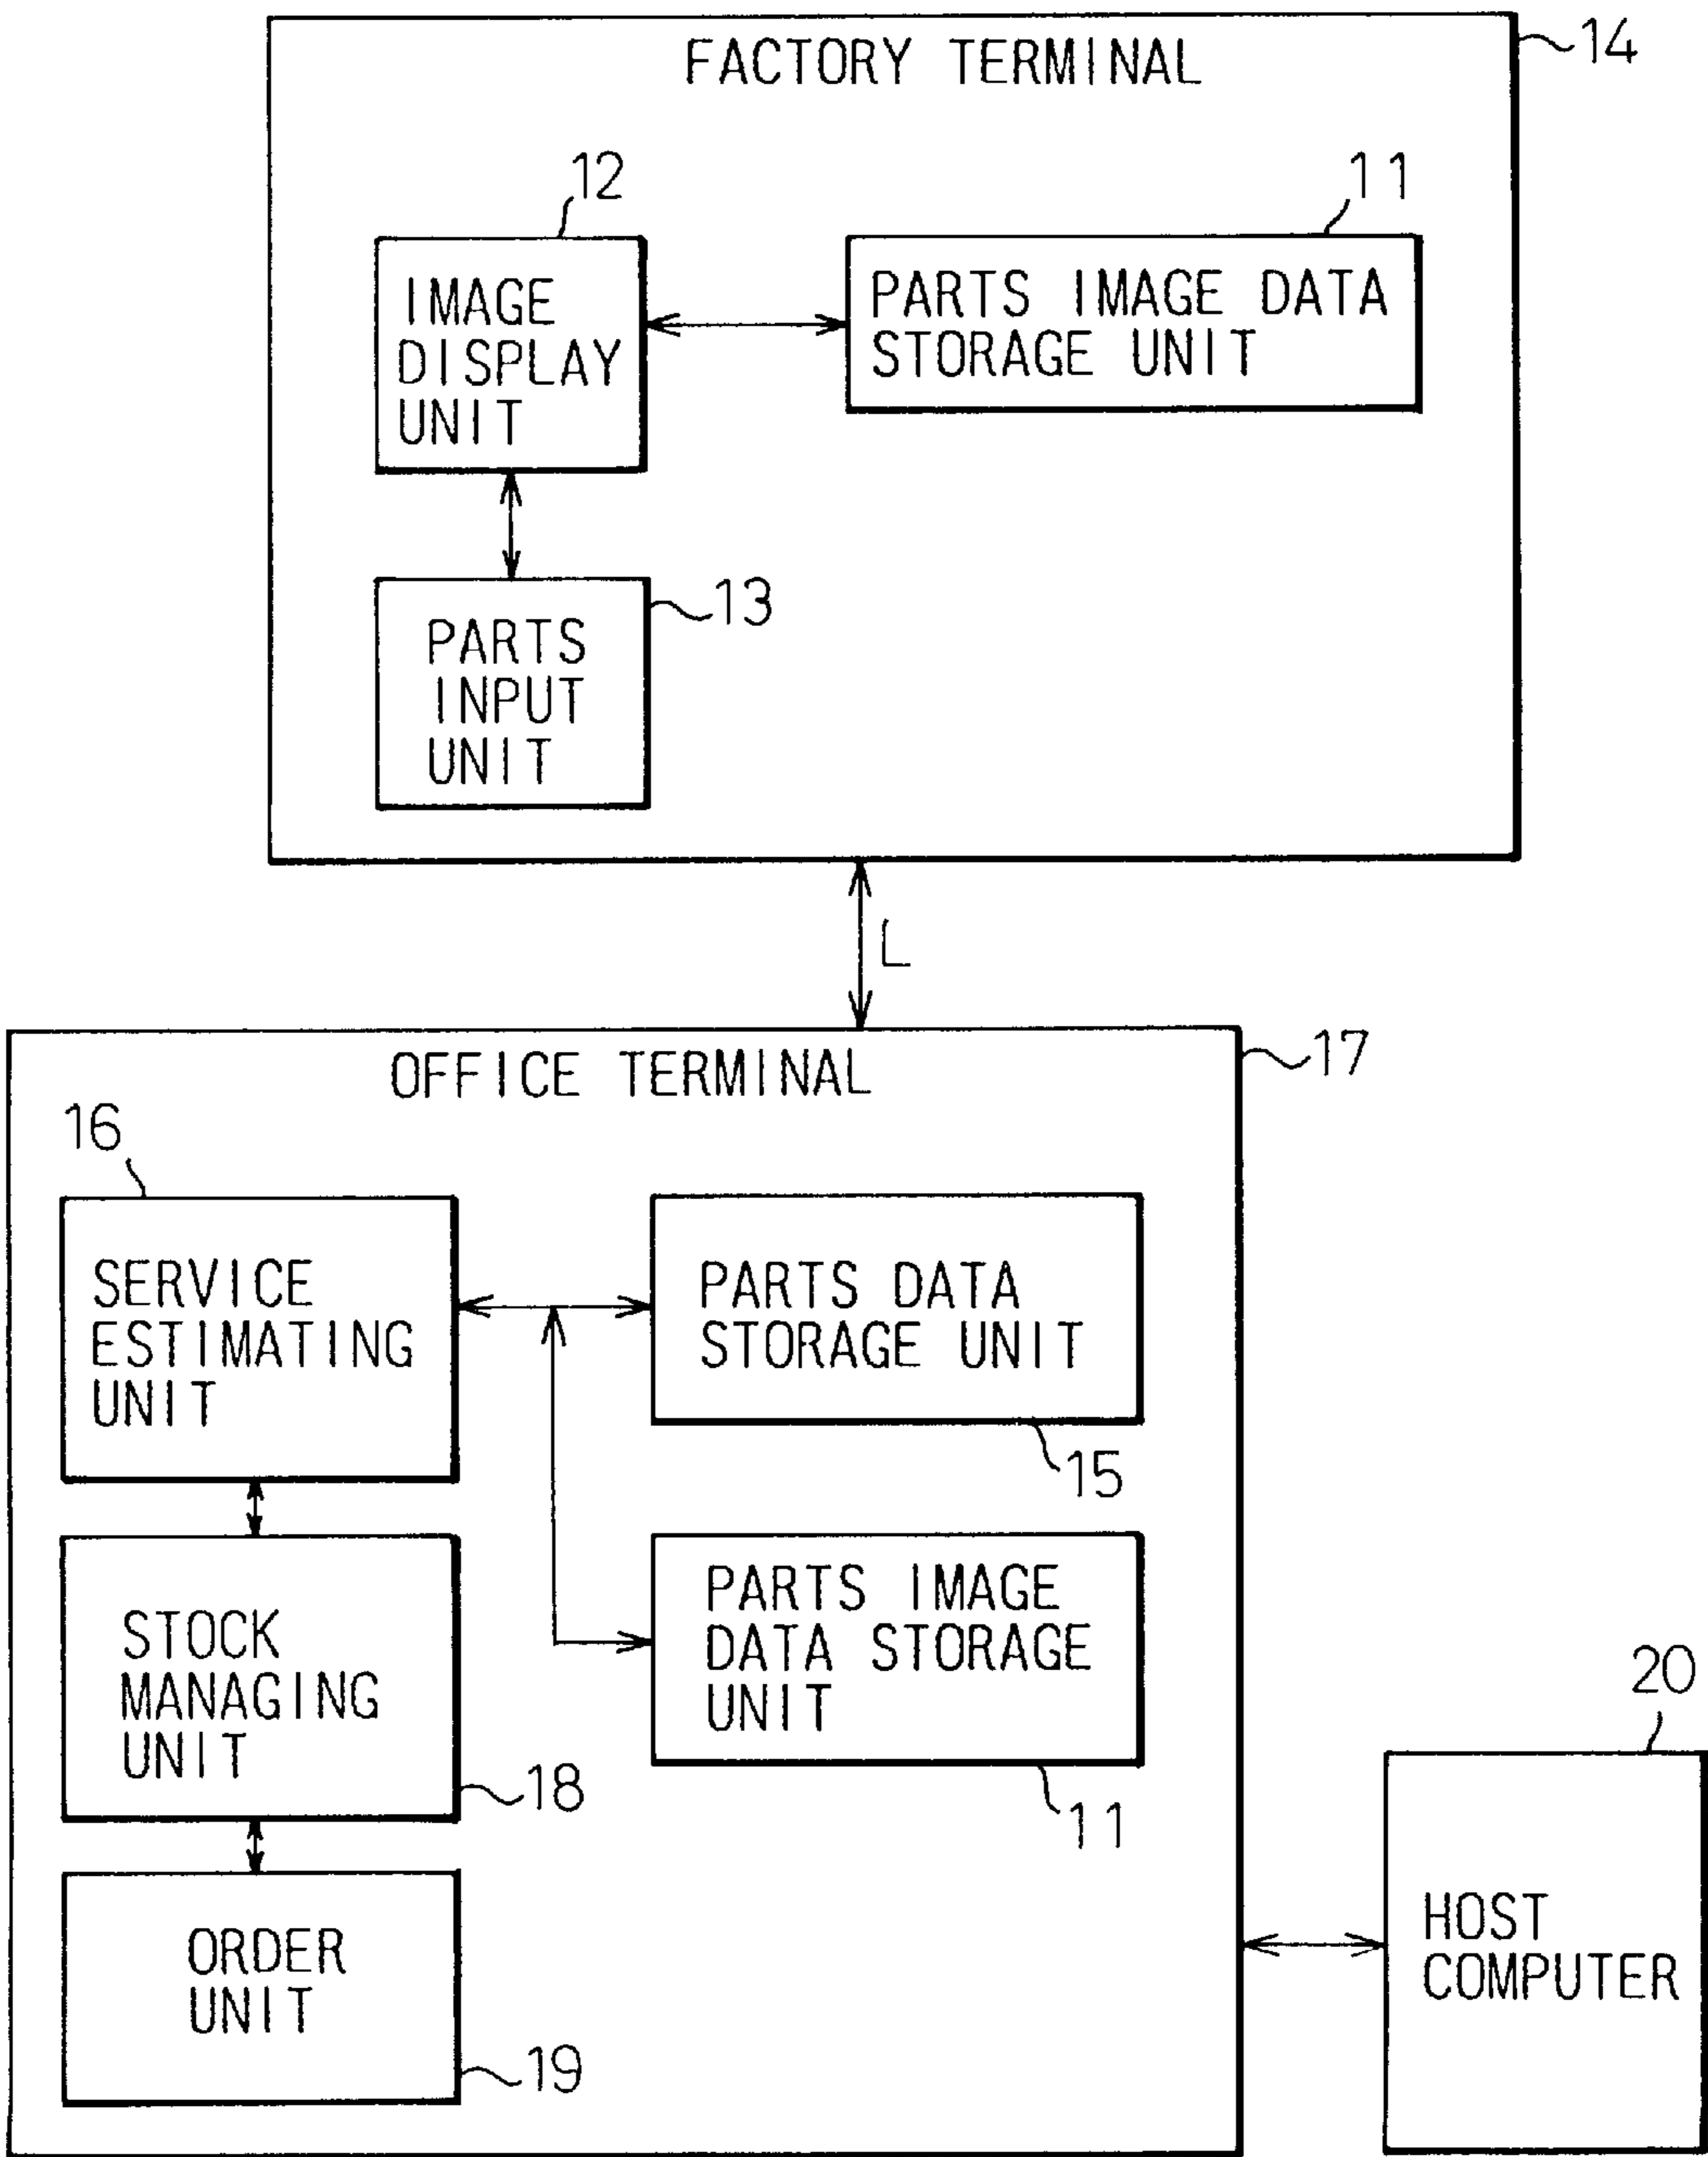 FACTORY TERMINAL
14
12
11
IMAGE
DISPLAY
UNIT
PARTS IMAGE DATA
STORAGE UNIT
13
PARTS
INPUT
UNIT
L
OFFICE TERMINAL
17
16
SERVICE
ESTIMATING
UNIT
PARTS DATA
STORAGE UNIT
15
STOCK
MANAGING
UNIT
18
PARTS IMAGE
DATA STORAGE
UNIT
11
ORDER
UNIT
19
20
HOST
COMPUTER